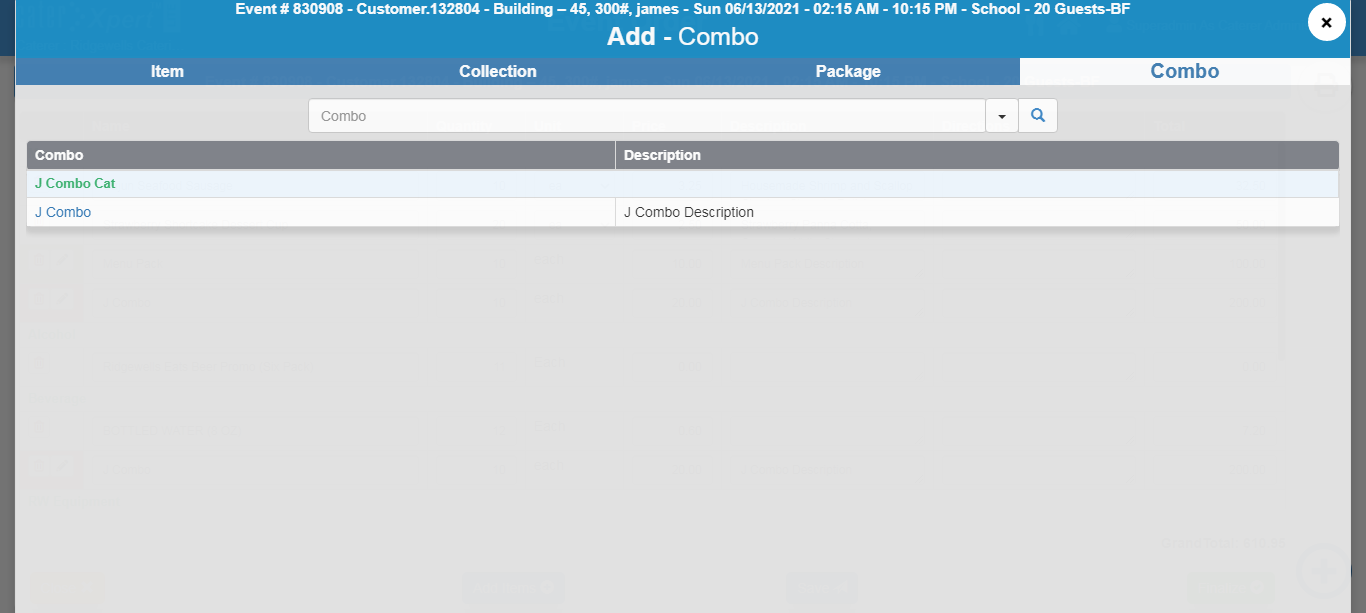 Event # 830908 - Customer.132804 - Building – 45, 300#, james - Sun 06/13/2021 - 02:15 AM - 10:15 PM - School - 20 Guests-BF
Add - Combo
Item Collection Package Combo
Combo
Combo Description
J Combo Cat
J Combo J Combo Description